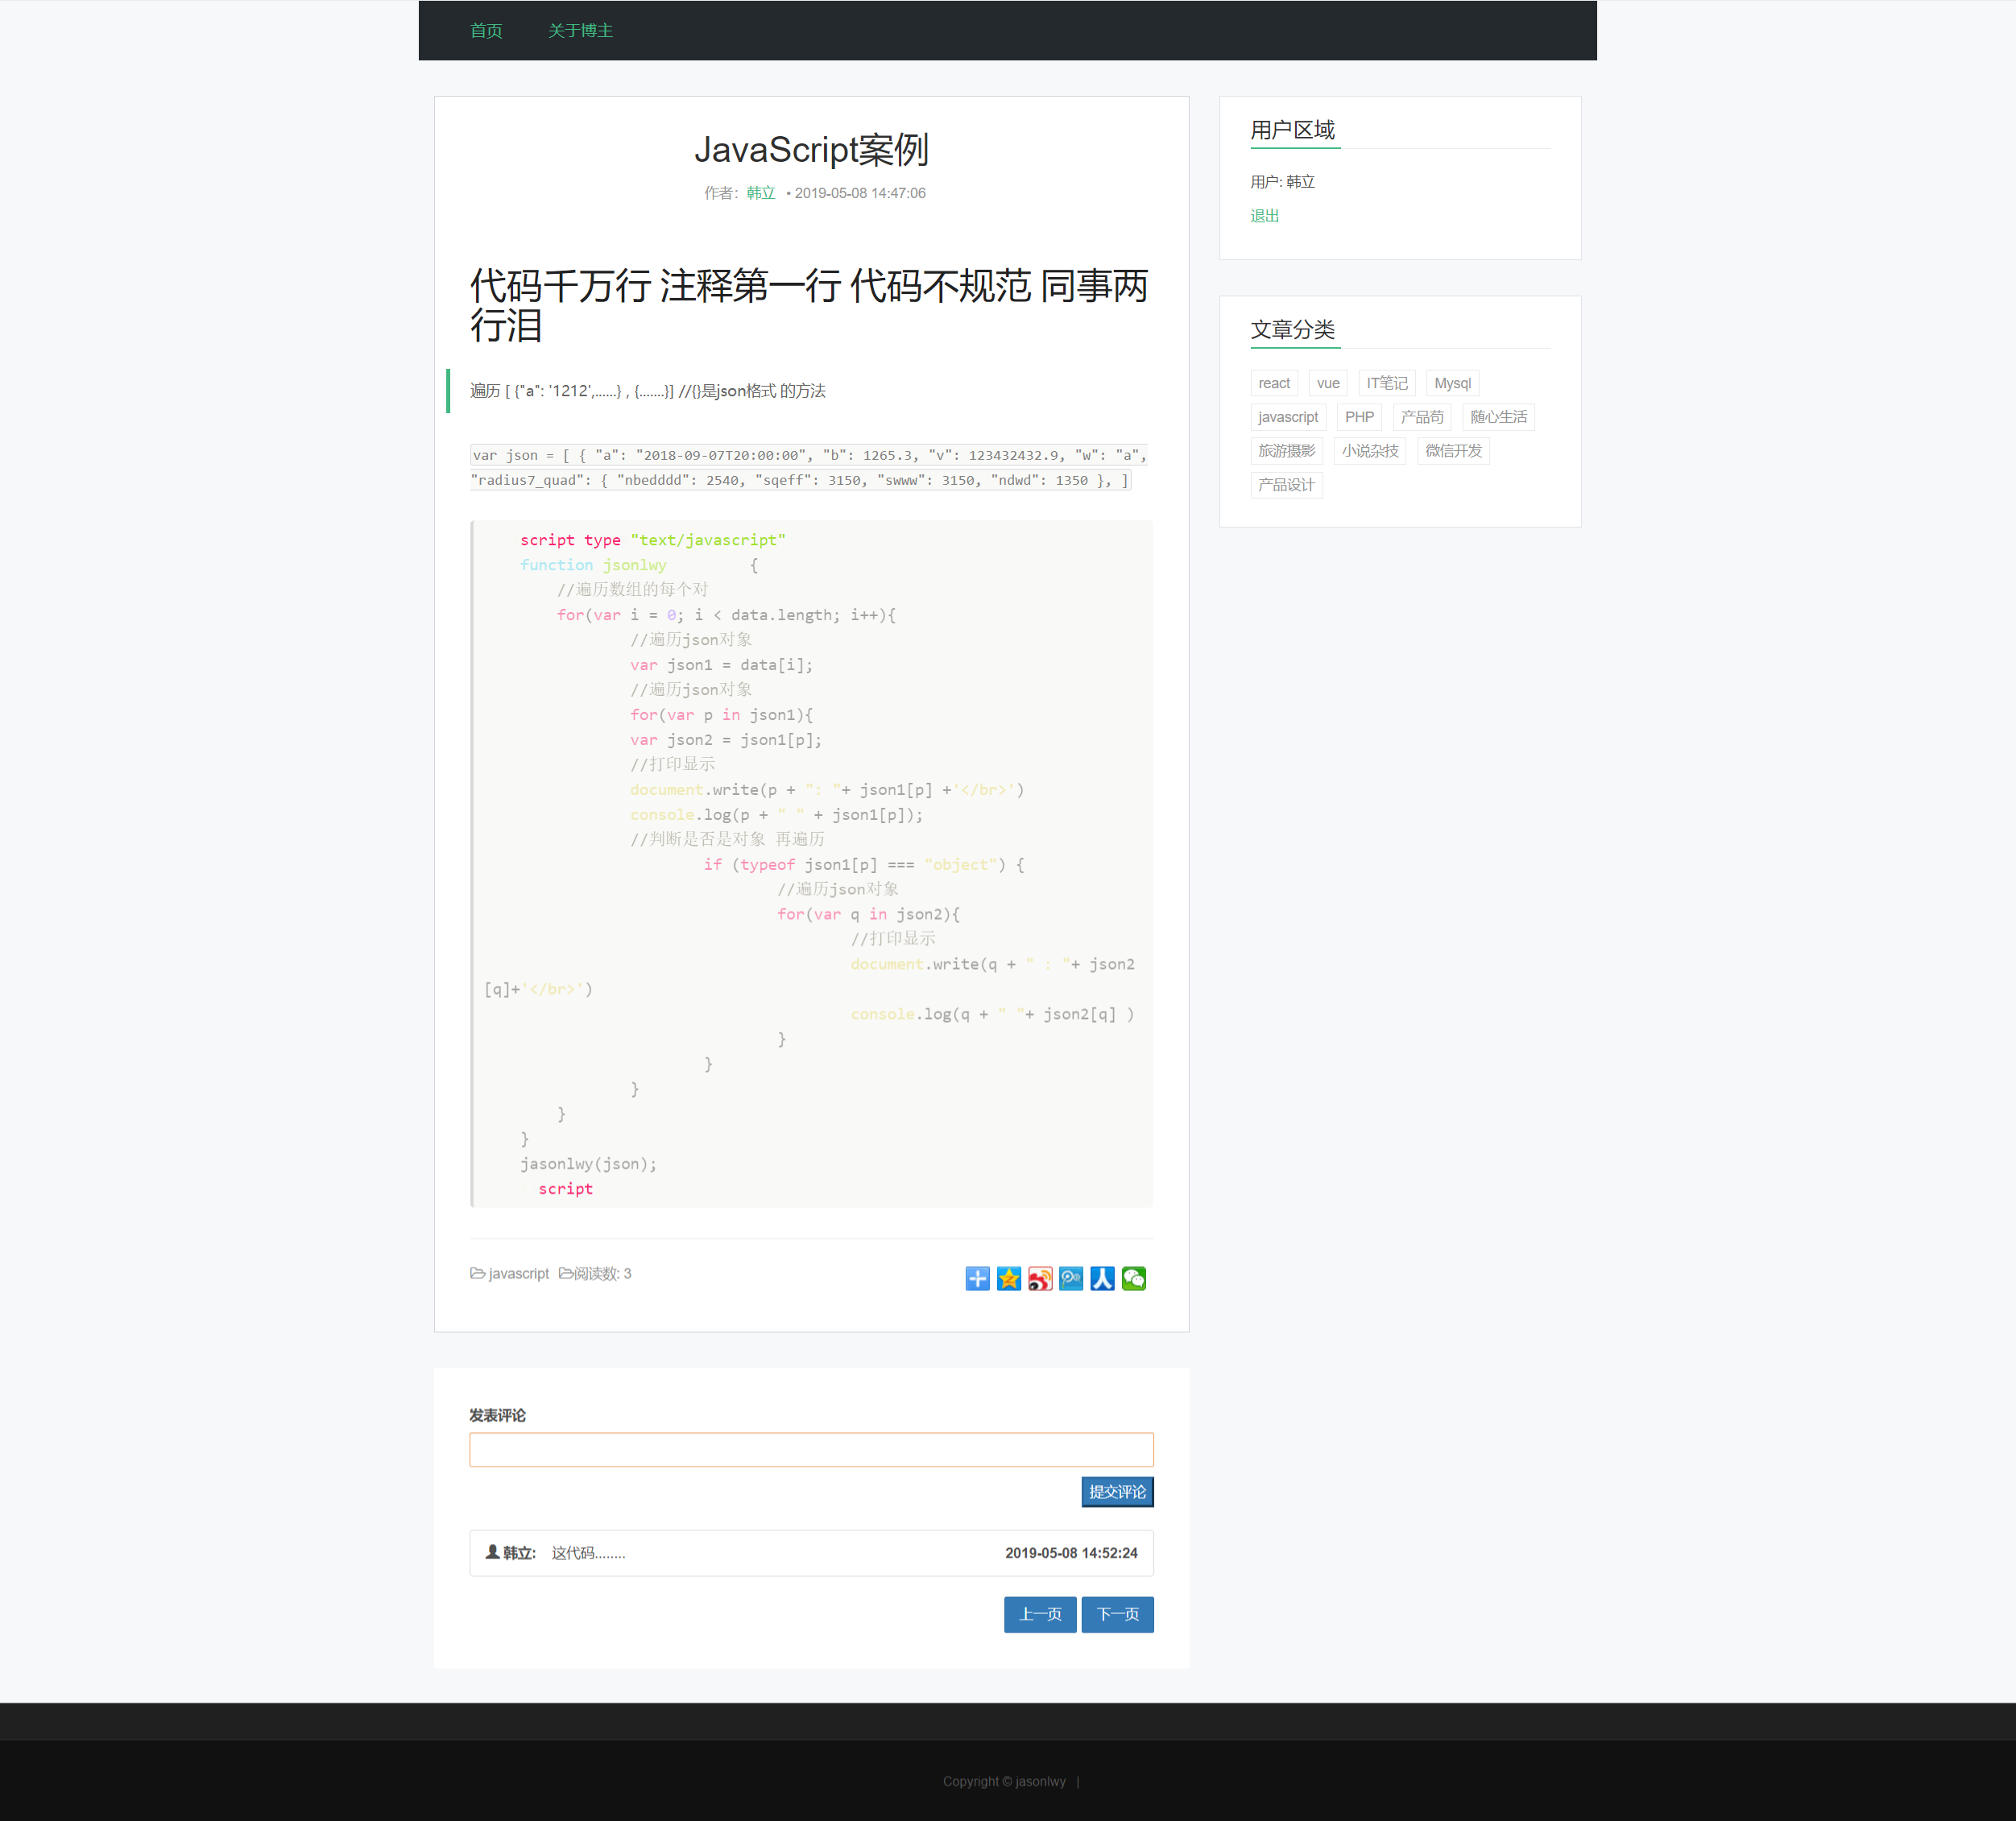 首页 关于博主
JavaScript案例
作者：韩立 • 2019-05-08 14:47:06
代码千万行 注释第一行 代码不规范 同事两
行泪
遍历 [ {"a": '1212',......} , {.......}] //{}是json格式 的方法
var json = [ { "a": "2018-09-07T20:00:00", "b": 1265.3, "v": 123432432.9, "w": "a",
"radius7_quad": { "nbedddd": 2540, "sqeff": 3150, "swww": 3150, "ndwd": 1350 }, ]
script type "text/javascript"
function jsonlwy {
//遍历数组的每个对
for(var i = 0; i < data.length; i++){
//遍历json对象
var json1 = data[i];
//遍历json对象
for(var p in json1){
var json2 = json1[p];
//打印显示
document.write(p + ": "+ json1[p] +'</br>')
console.log(p + " " + json1[p]);
//判断是否是对象 再遍历
if (typeof json1[p] === "object") {
//遍历json对象
for(var q in json2){
//打印显示
document.write(q + " : "+ json2
[q]+'</br>')
console.log(q + " "+ json2[q] )
}
}
}
}
}
jasonlwy(json);
script
javascript 阅读数: 3
发表评论
提交评论
韩立: 这代码........ 2019-05-08 14:52:24
上一页 下一页
用户区域
用户: 韩立
退出
文章分类
react vue IT笔记 Mysql
javascript PHP 产品苟 随心生活
旅游摄影 小说杂技 微信开发
产品设计
Copyright © jasonlwy |